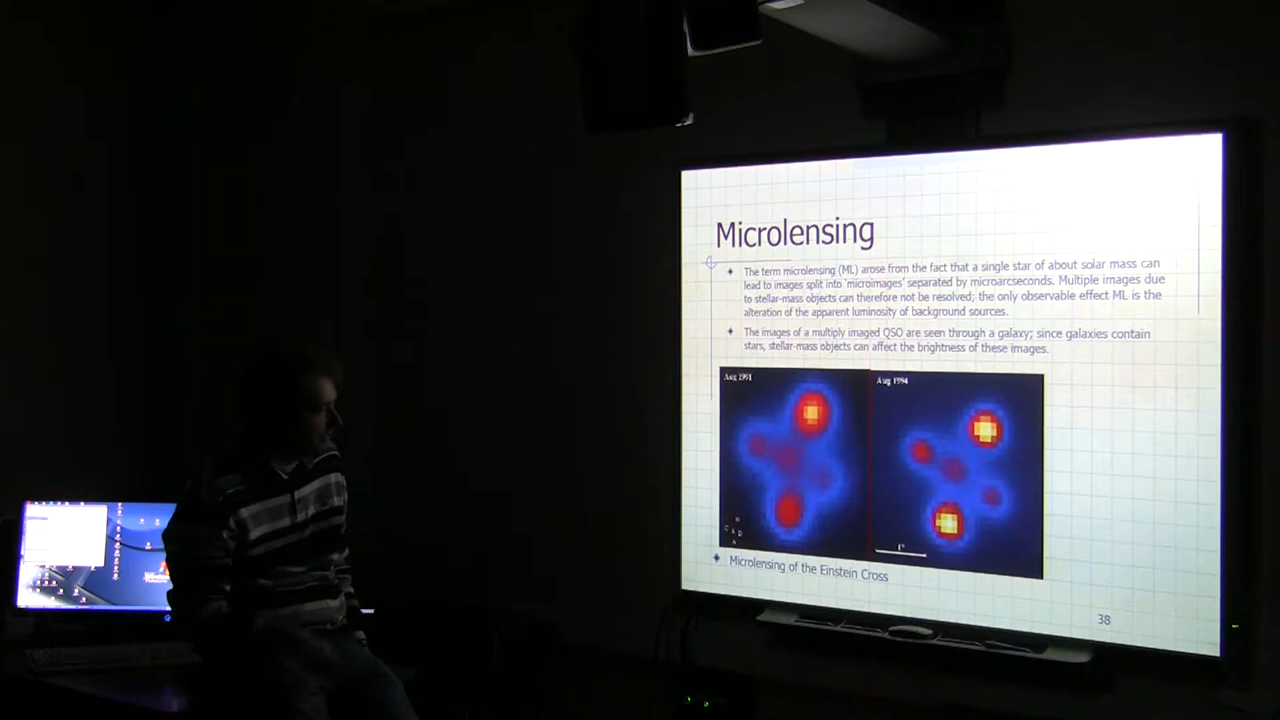 Microlensing
The term microlensing (ML) arose from the fact that a single star of about solar mass can
lead to images split into 'microimages' separated by microarcseconds. Multiple images due
to stellar-mass objects can therefore not be resolved; the only observable effect ML is the
alteration of the apparent luminosity of background sources.
The images of a multiply imaged QSO are seen through a galaxy; since galaxies contain
stars, stellar-mass objects can affect the brightness of these images.
Aug 1991
Aug 1994
1"
Microlensing of the Einstein Cross
38